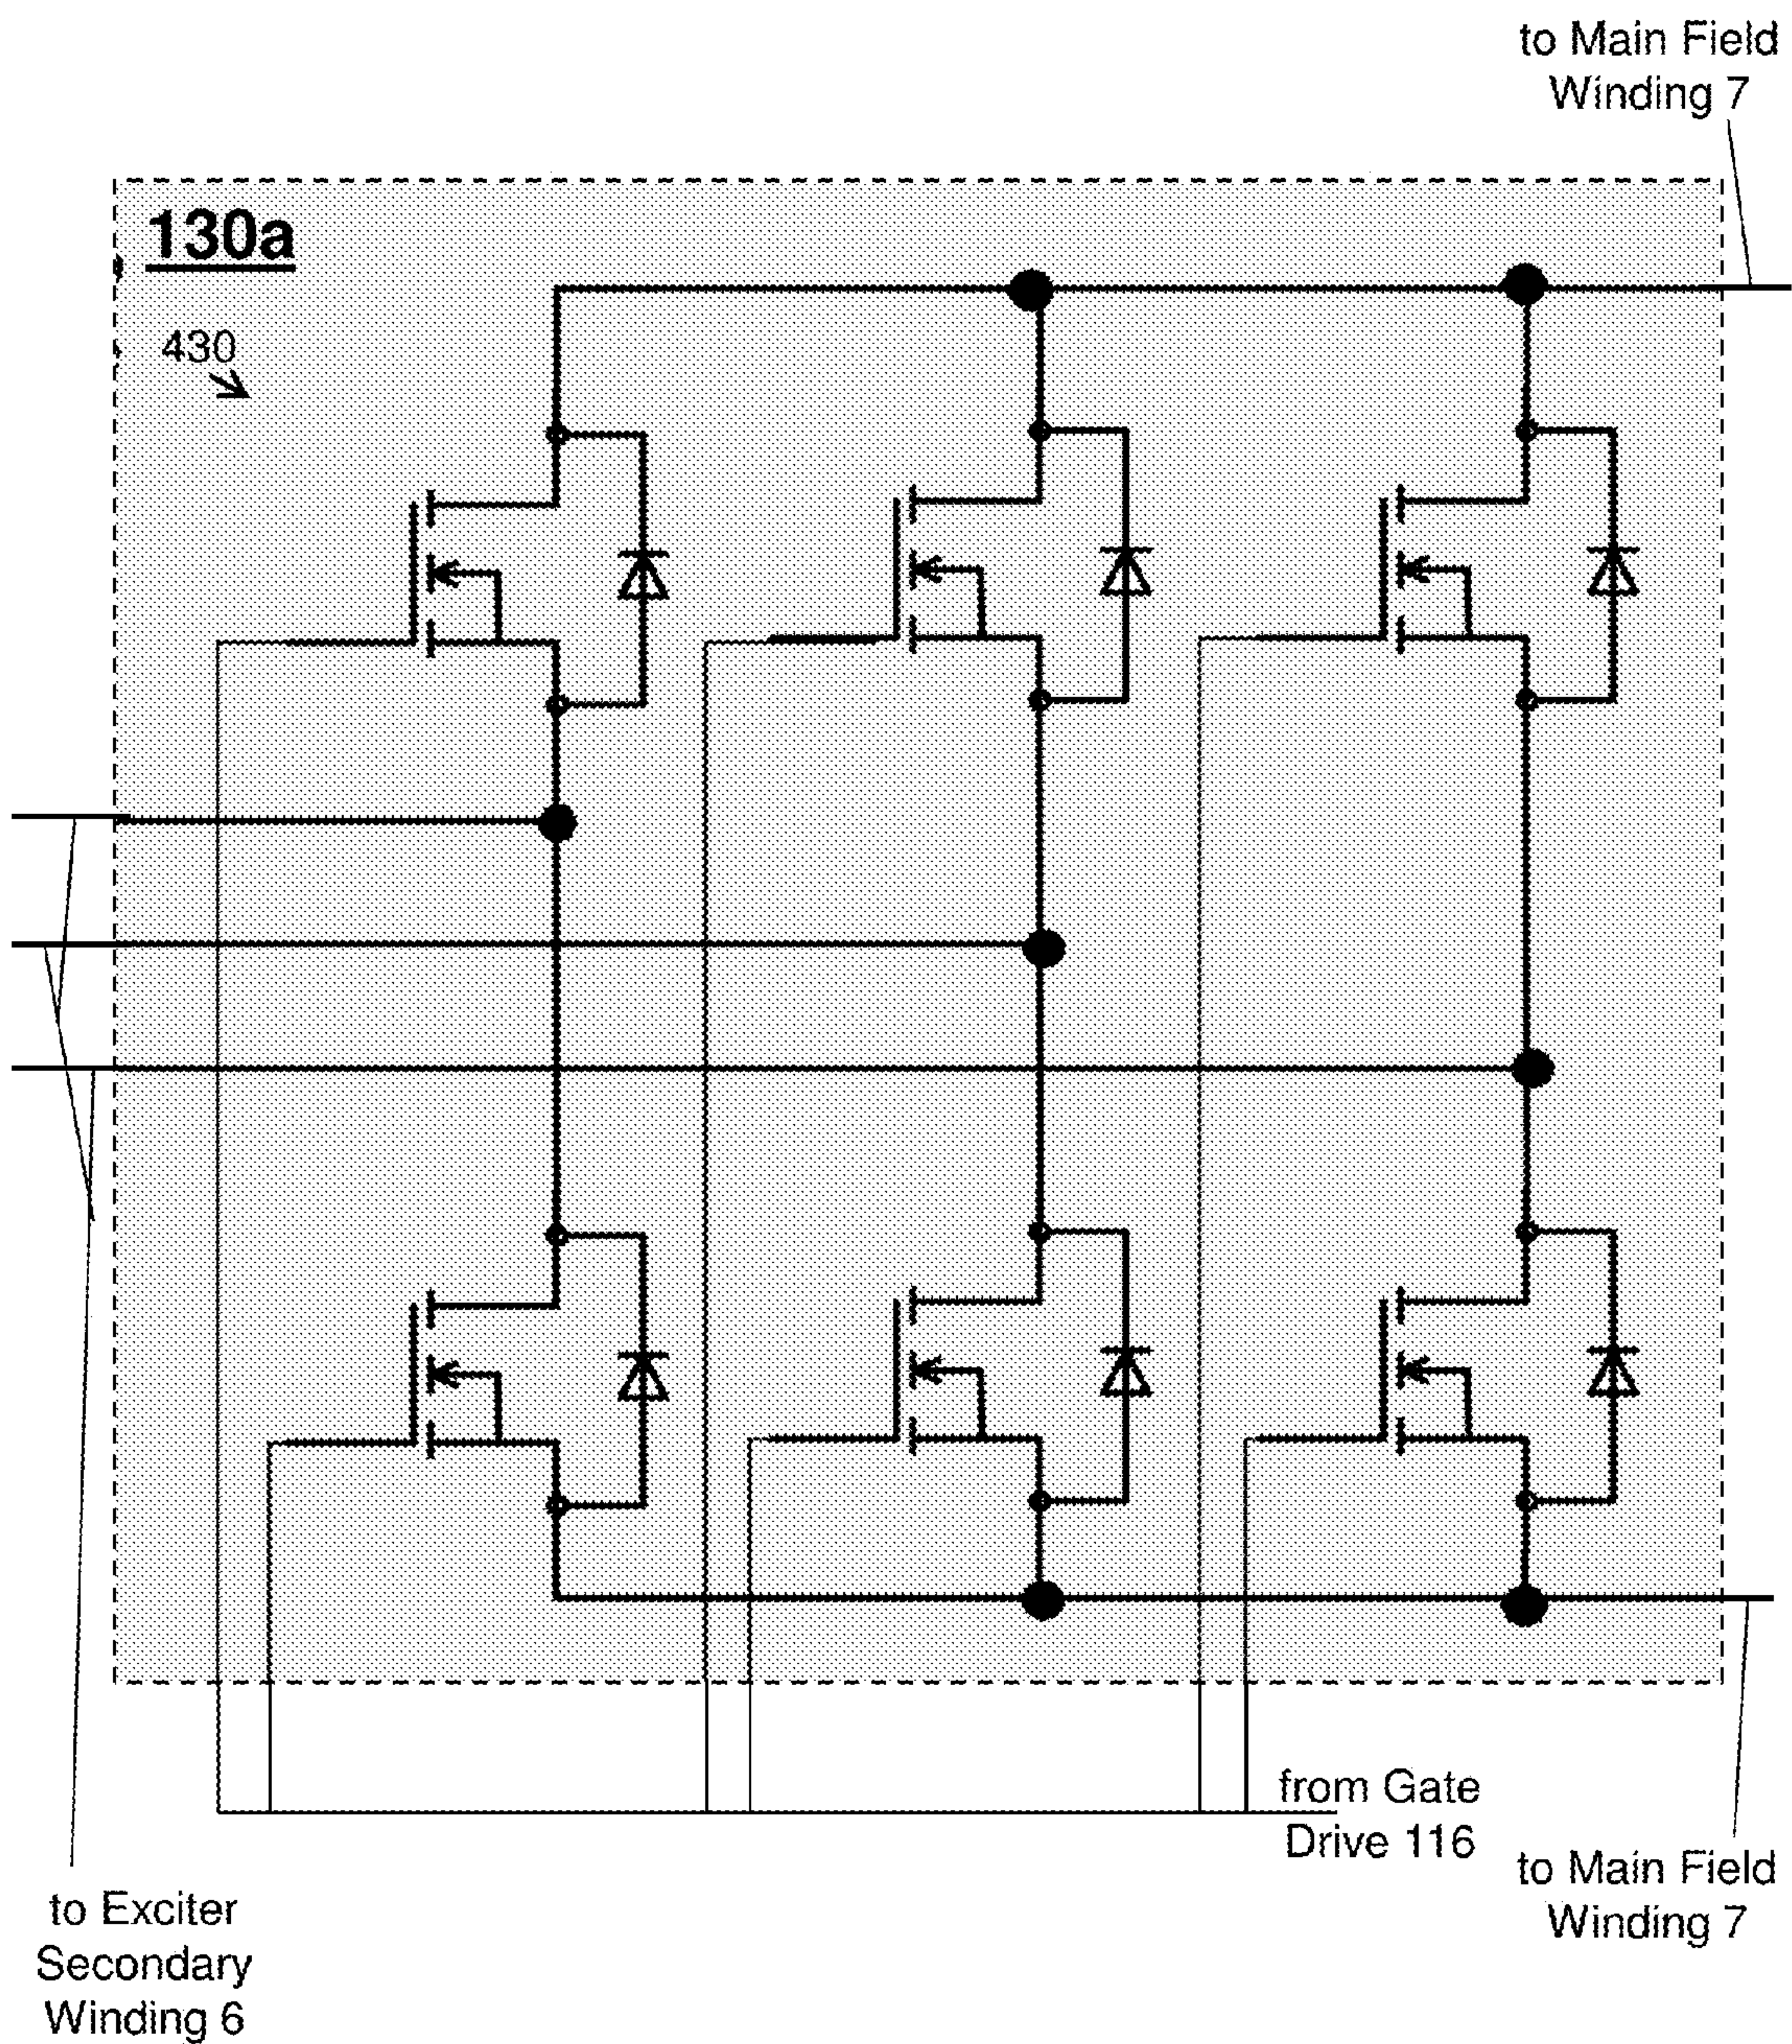 to Main Field
Winding 7
130a
430
from Gate
Drive 116
to Main Field
Winding 7
to Exciter
Secondary
Winding 6